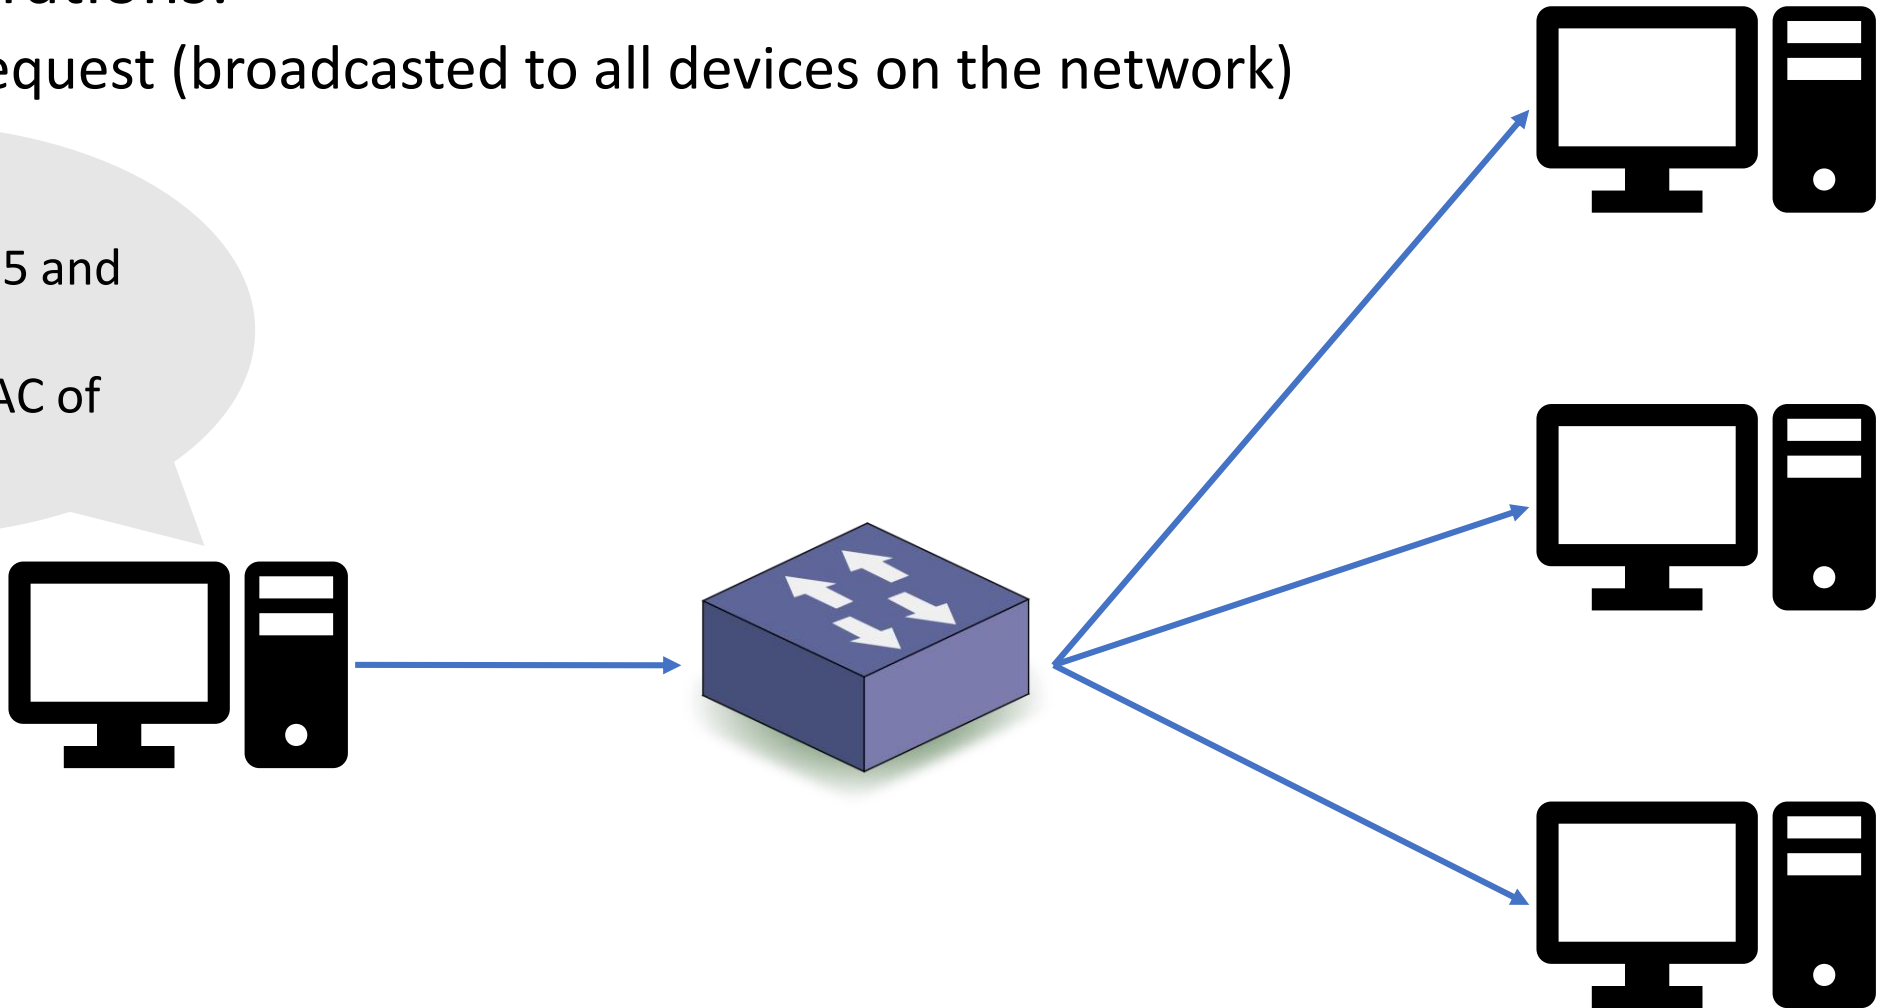 equest (broadcasted to all devices on the network)
5 and
AC of